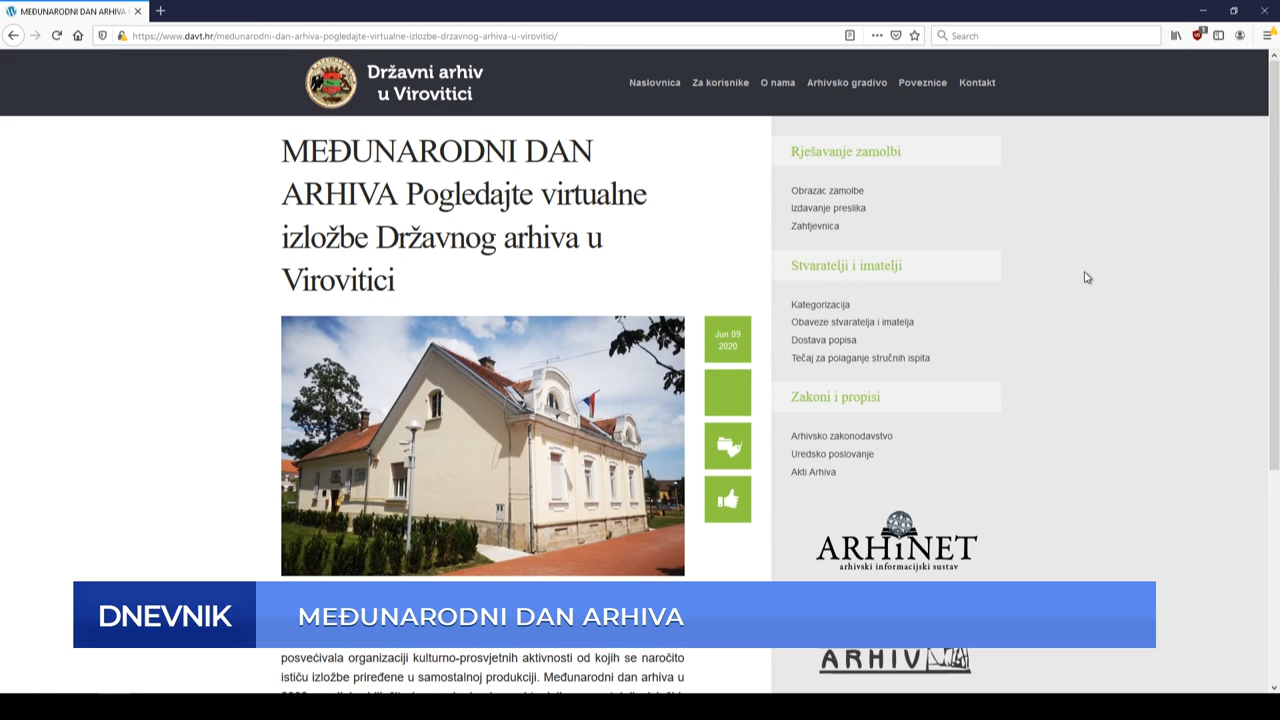 MEĐUNARODNI DAN ARHIVA
https://www.davt.hr/medunarodni-dan-arhiva-pogledajte-virtualne-izlozbe-drzavnog-arhiva-u-virovitici/
Search
Državni arhiv
u Virovitici
Naslovnica Za korisnike O nama Arhivsko gradivo Poveznice Kontakt
MEĐUNARODNI DAN
ARHIVA Pogledajte virtualne
izložbe Državnog arhiva u
Virovitici
Jun 09
2020
Rješavanje zamolbi
Obrazac zamolbe
Izdavanje preslika
Zahtjevnica
Stvaratelji i imatelji
Kategorizacija
Obaveze stvaratelja i imatelja
Dostava popisa
Tečaj za polaganje stručnih ispita
Zakoni i propisi
Arhivsko zakonodavstvo
Uredsko poslovanje
Akti Arhiva
ARHiNET
arhivski informacijski sustav
DNEVNIK
MEĐUNARODNI DAN ARHIVA
ARHIV
posvećivala organizaciji kulturno-prosvjetnih aktivnosti od kojih se naročito
ističu izložbe priređene u samostalnoj produkciji. Međunarodni dan arhiva u